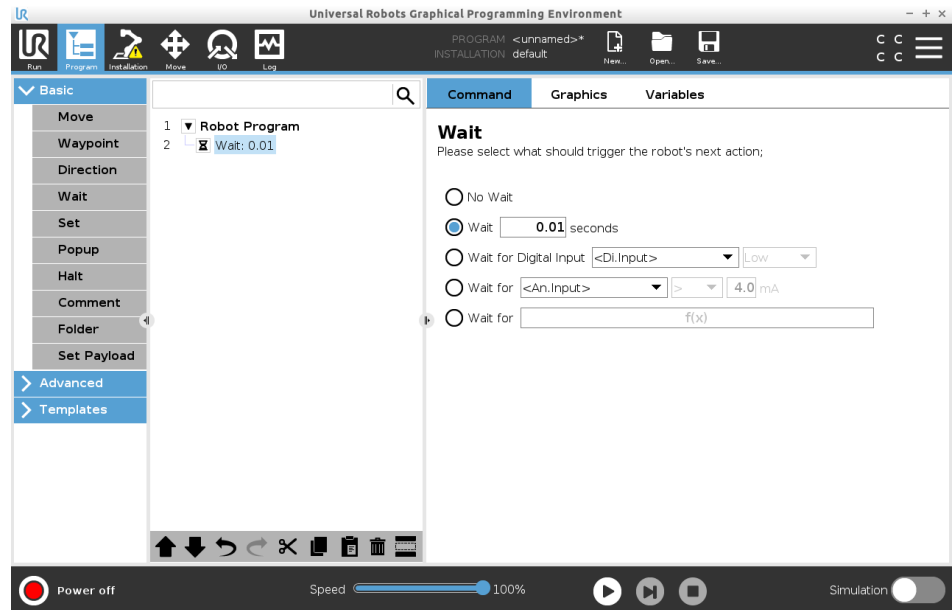 UR
Universal Robots Graphical Programming Environment
UR
Run
Program
Installation
Move
I/O
Log
PROGRAM <unnamed>*
INSTALLATION default
New...
Open...
Save...
C C
C C
Basic
Move
Waypoint
Direction
Wait
Set
Popup
Halt
Comment
Folder
Set Payload
Advanced
Templates
1 Robot Program
2 Wait: 0.01
Command Graphics Variables
Wait
Please select what should trigger the robot's next action;
No Wait
Wait 0.01 seconds
Wait for Digital Input <Di.Input> Low
Wait for <An.Input> > 4.0 mA
Wait for f(x)
Power off
Speed 100%
Simulation